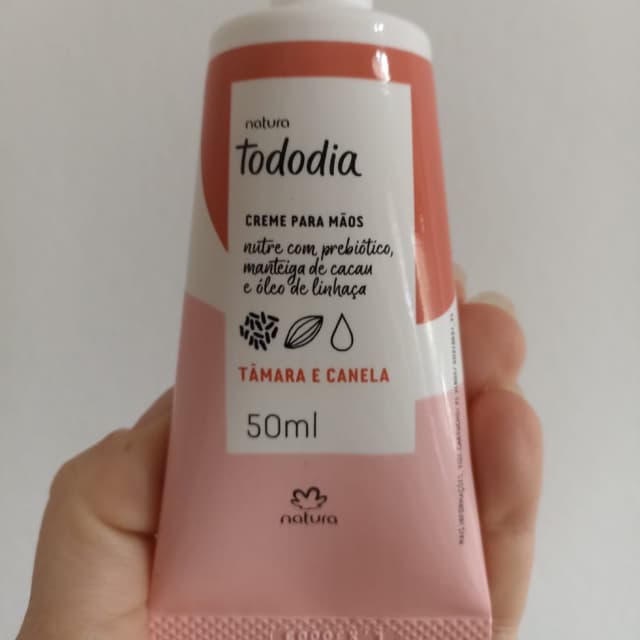 natura
tododia
CREME PARA MÃOS
nutre com prebiótico,
manteiga de cacau
e óleo de linhaça
TÂMARA E CANELA
50ml
natura